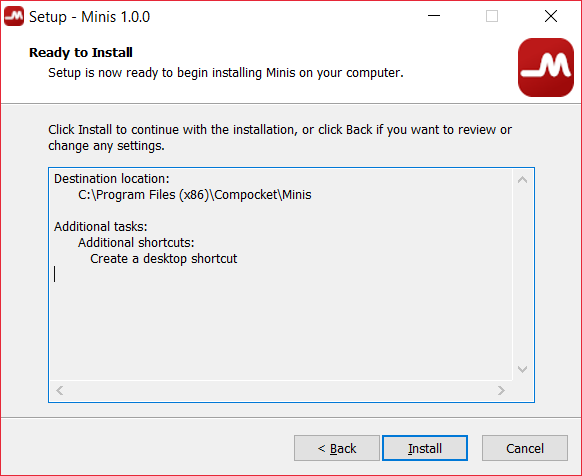 Setup - Minis 1.0.0
Ready to Install
Setup is now ready to begin installing Minis on your computer.
Click Install to continue with the installation, or click Back if you want to review or
change any settings.
Destination location:
C:\Program Files (x86)\Compocket\Minis
Additional tasks:
Additional shortcuts:
Create a desktop shortcut
< Back
Install
Cancel